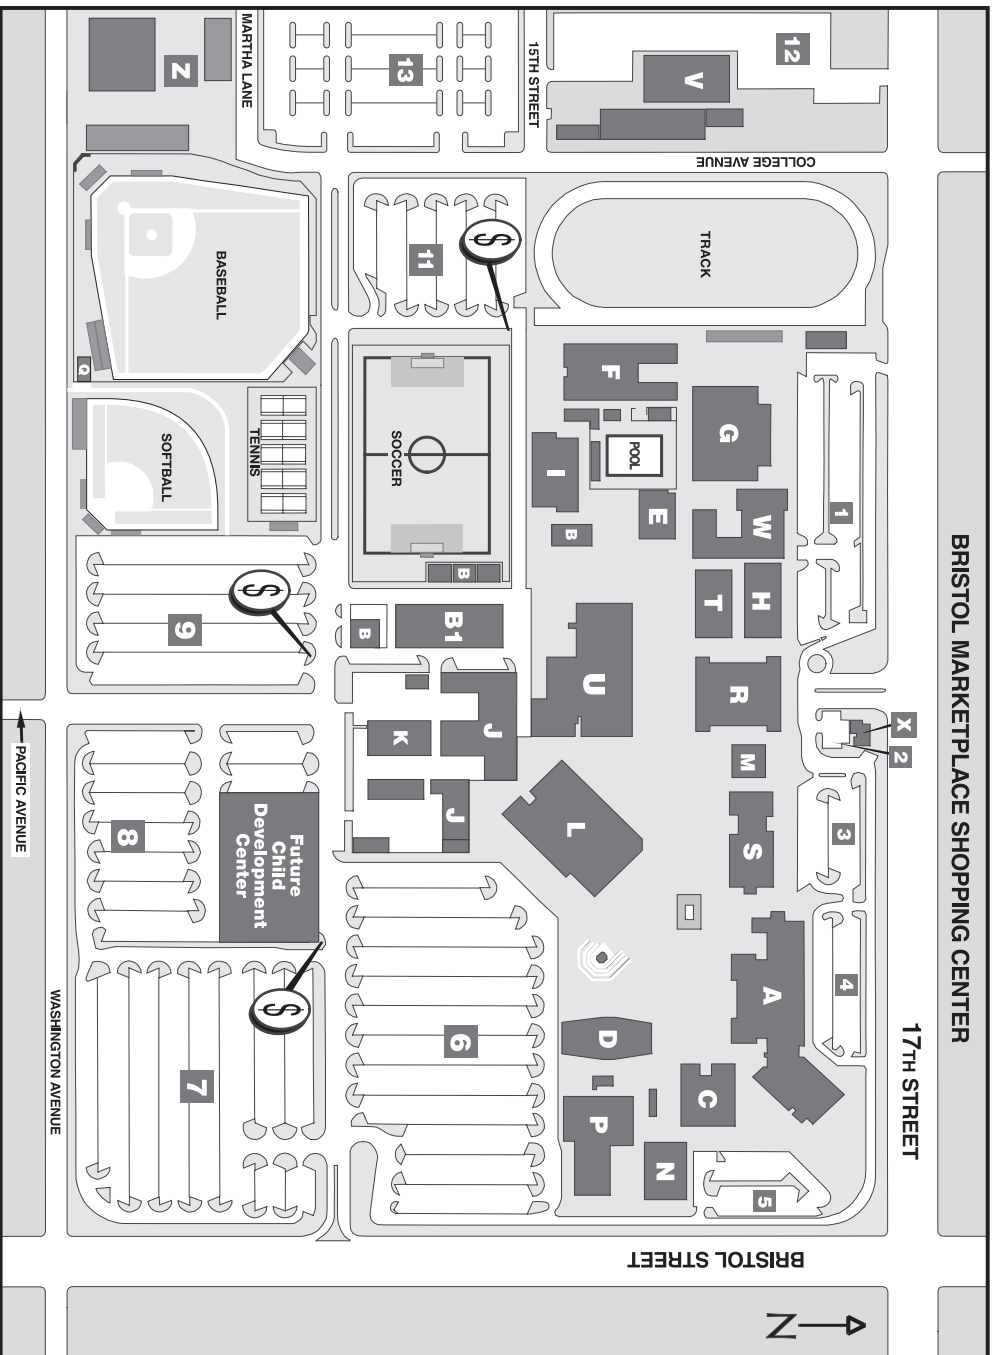 BRISTOL MARKETPLACE SHOPPING CENTER
17TH STREET
X
2
1
3
4
12
COLLEGE AVENUE
BRISTOL STREET
N
5
W
H
G
R
M
S
A
T
C
V
TRACK
N
E
POOL
F
U
D
P
L
B
I
15TH STREET
J
B1
B
6
J
11
$
13
K
SOCCER
B
Future
Child
Development
Center
$
$
TENNIS
MARTHA LANE
BASEBALL
7
9
Z
SOFTBALL
8
Q
WASHINGTON AVENUE
PACIFIC AVENUE